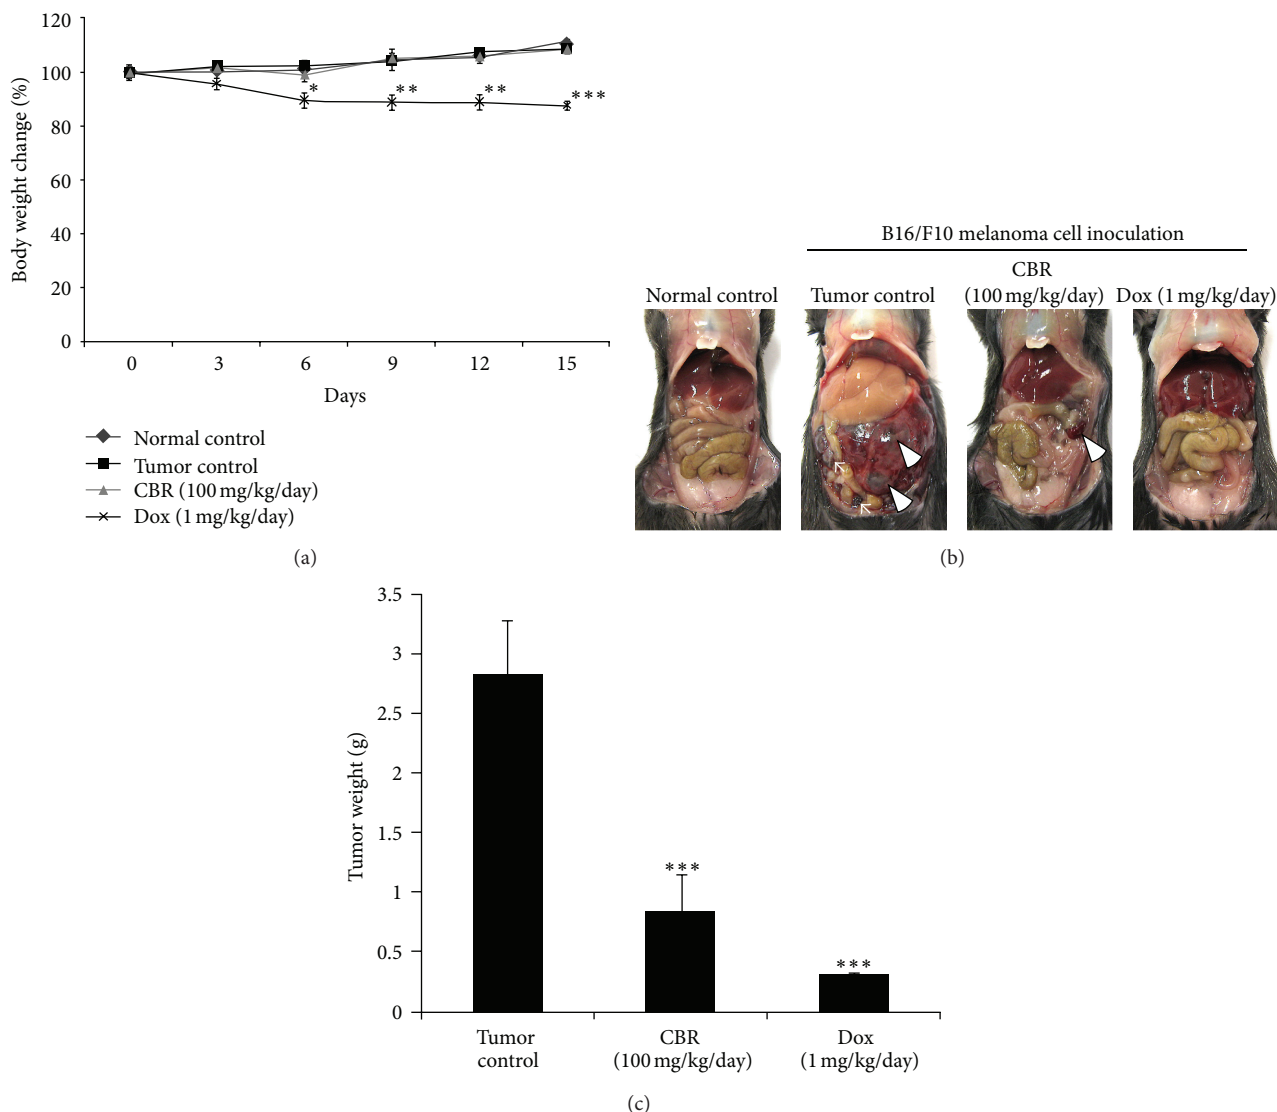 120
100
80
60
40
20
0
Body weight change (%)
*
**
**
***
0 3 6 9 12 15
Days
Normal control
Tumor control
CBR (100 mg/kg/day)
Dox (1 mg/kg/day)
(a)
B16/F10 melanoma cell inoculation
Normal control
Tumor control
CBR
(100 mg/kg/day)
Dox (1 mg/kg/day)
(b)
3.5
3
2.5
2
1.5
1
0.5
0
Tumor weight (g)
***
***
Tumor
control
CBR
(100 mg/kg/day)
Dox
(1 mg/kg/day)
(c)